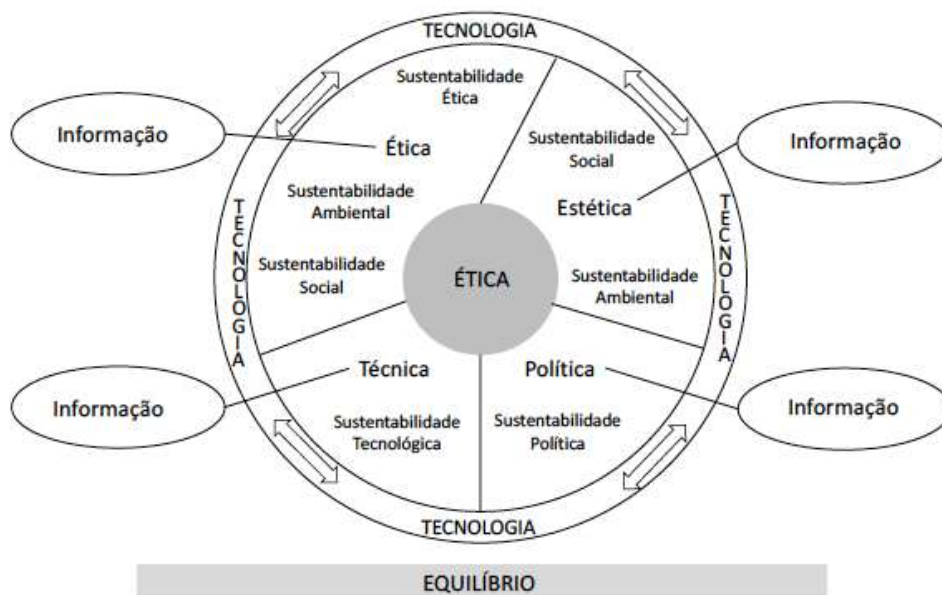 TECNOLOGIA
Sustentabilidade
Ética
Informação
Ética
Sustentabilidade
Social
Informação
Sustentabilidade
Ambiental
Estética
TECNOLOGIA
TECNOLOGIA
Sustentabilidade
Social
ÉTICA
Sustentabilidade
Ambiental
Técnica
Política
Informação
Sustentabilidade
Tecnológica
Sustentabilidade
Política
Informação
TECNOLOGIA
EQUILÍBRIO